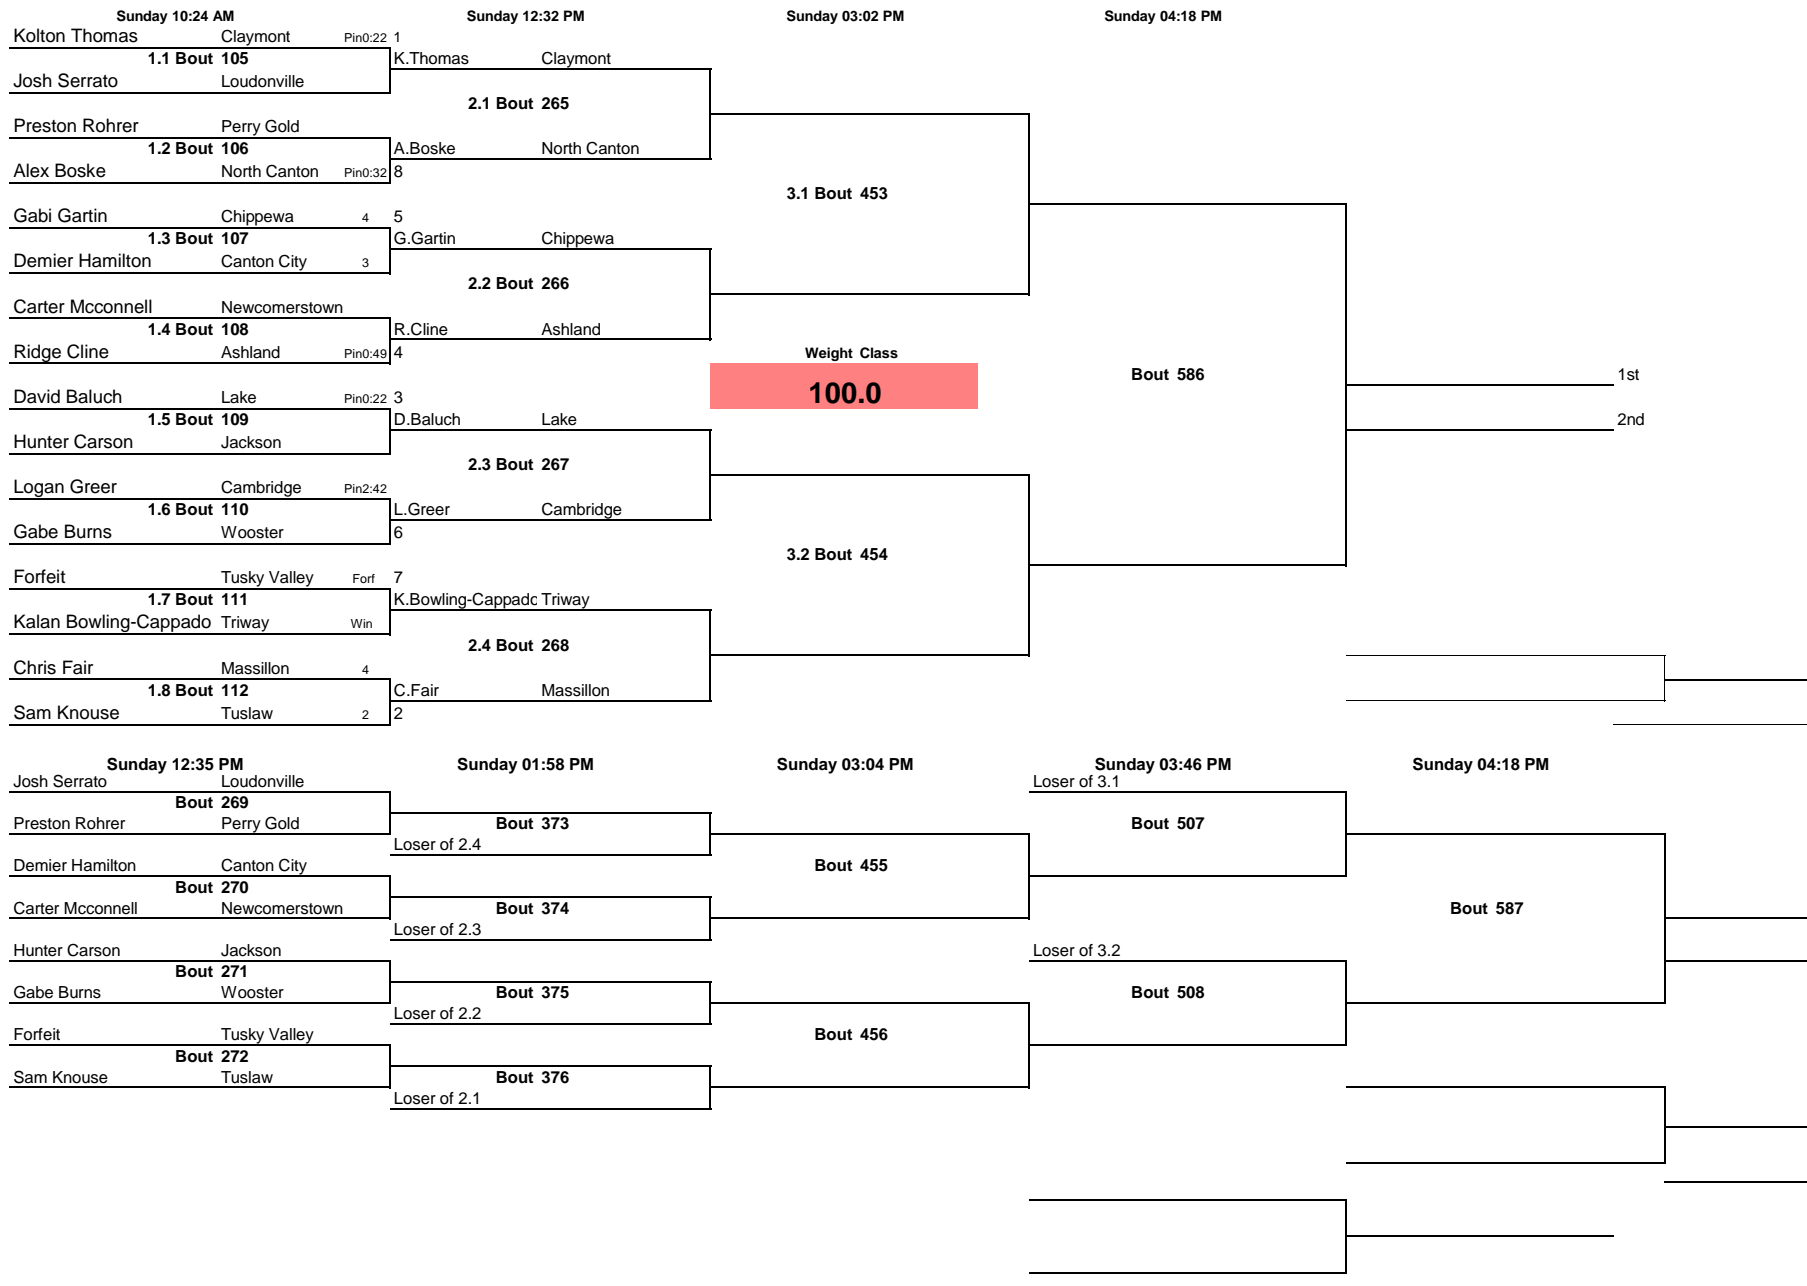 Sunday 10:24 AM Sunday 12:32 PM Sunday 03:02 PM Sunday 04:18 PM
Kolton Thomas Claymont Pin0:22 1
1.1 Bout 105 K.Thomas Claymont
Josh Serrato Loudonville
2.1 Bout 265
Preston Rohrer Perry Gold
1.2 Bout 106 A.Boske North Canton
Alex Boske North Canton Pin0:32 8
3.1 Bout 453
Gabi Gartin Chippewa 4 5
1.3 Bout 107 G.Gartin Chippewa
Demier Hamilton Canton City 3
2.2 Bout 266
Carter Mcconnell Newcomerstown
1.4 Bout 108 R.Cline Ashland
Ridge Cline Ashland Pin0:49 4 Weight Class
Bout 586 1st
David Baluch Lake Pin0:22 3 100.0
1.5 Bout 109 D.Baluch Lake 2nd
Hunter Carson Jackson
2.3 Bout 267
Logan Greer Cambridge Pin2:42
1.6 Bout 110 L.Greer Cambridge
Gabe Burns Wooster 6
3.2 Bout 454
Forfeit Tusky Valley Forf 7
1.7 Bout 111 K.Bowling-Cappado Triway
Kalan Bowling-Cappado Triway Win
2.4 Bout 268
Chris Fair Massillon 4
1.8 Bout 112 C.Fair Massillon
Sam Knouse Tuslaw 2 2
Sunday 12:35 PM Sunday 01:58 PM Sunday 03:04 PM Sunday 03:46 PM Sunday 04:18 PM
Josh Serrato Loudonville Loser of 3.1
Bout 269
Preston Rohrer Perry Gold Bout 373 Bout 507
Loser of 2.4
Demier Hamilton Canton City Bout 455
Bout 270
Carter Mcconnell Newcomerstown Bout 374 Bout 587
Loser of 2.3
Hunter Carson Jackson Loser of 3.2
Bout 271
Gabe Burns Wooster Bout 375 Bout 508
Loser of 2.2
Forfeit Tusky Valley Bout 456
Bout 272
Sam Knouse Tuslaw Bout 376
Loser of 2.1